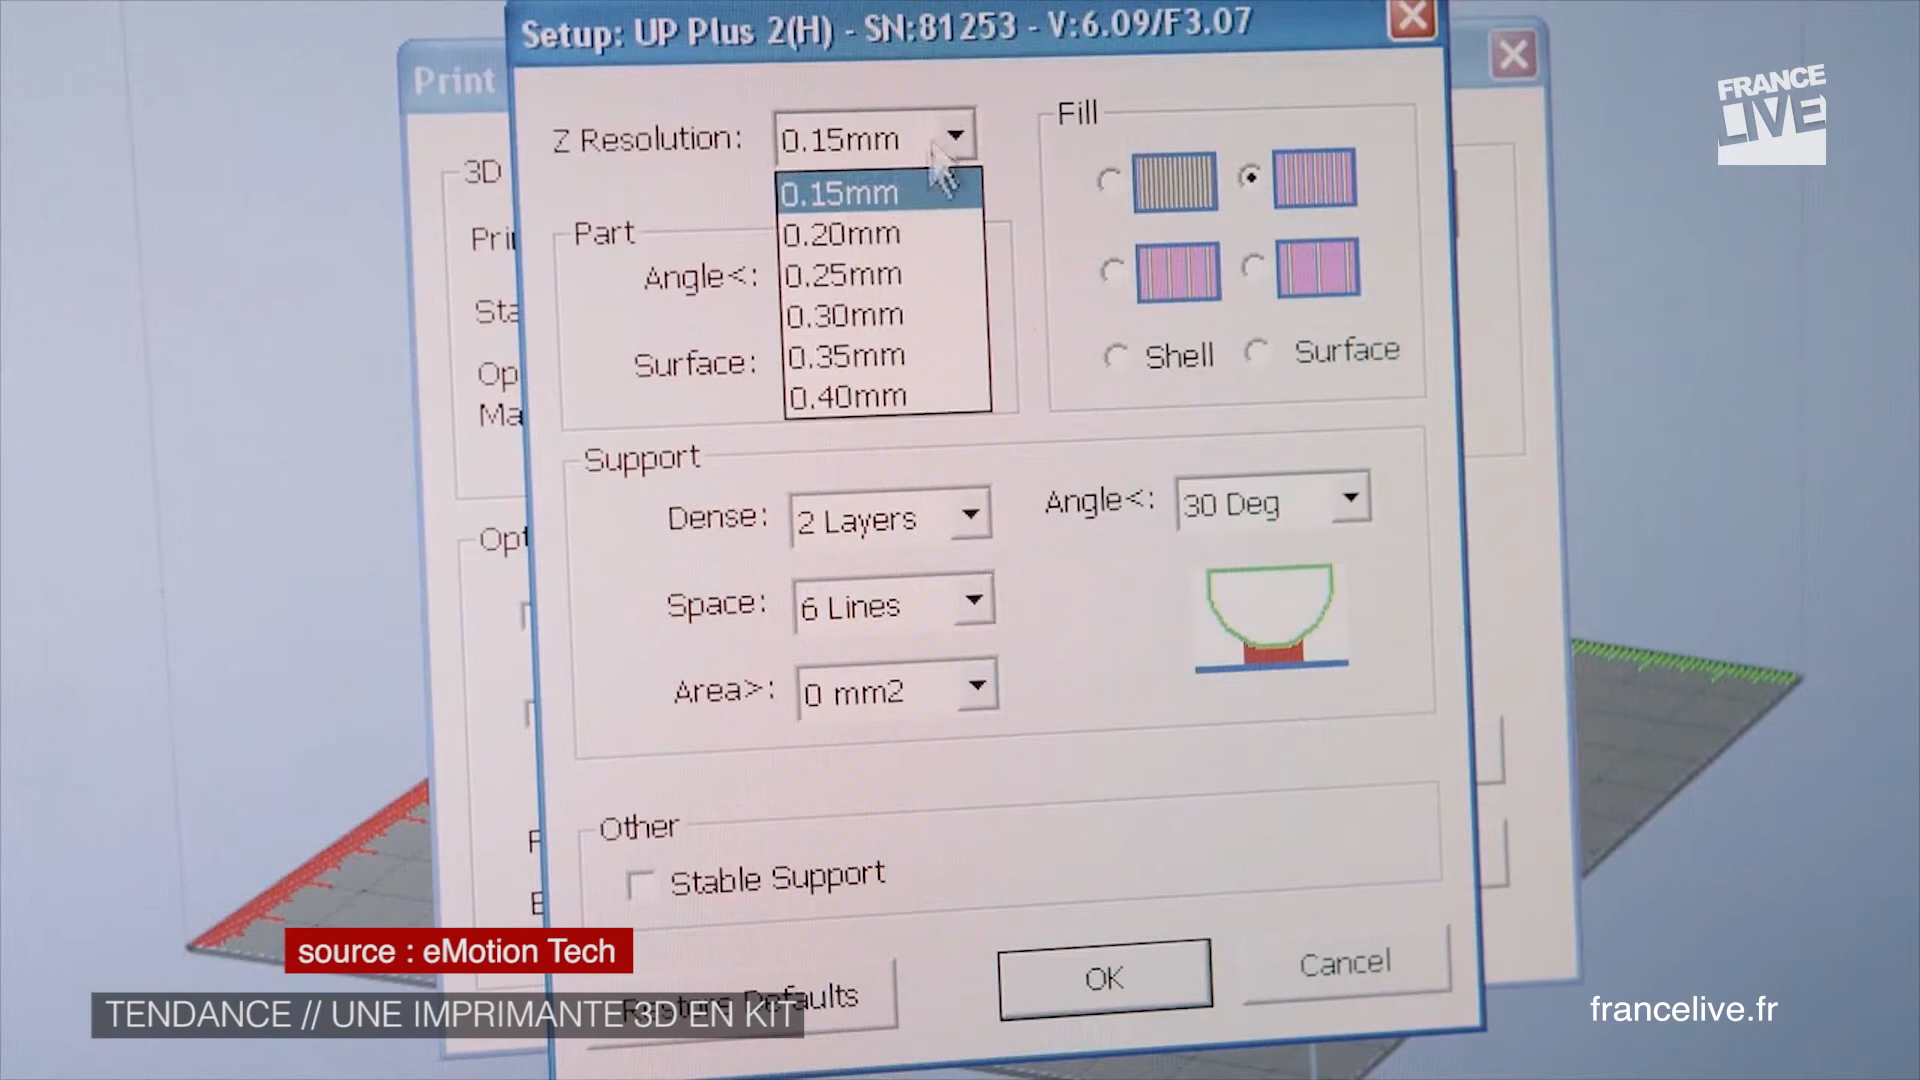 Setup: UP Plus 2(H) - SN:81253 - V:6.09/F3.07
Print
FRANCE
LIVE
Z Resolution: 0.15mm
0.15mm
0.20mm
0.25mm
0.30mm
0.35mm
0.40mm
Fill
Shell
Surface
3D
Part
Angle<:
Surface:
Support
Dense: 2 Layers
Angle<: 30 Deg
Space: 6 Lines
Area>: 0 mm2
Other
Stable Support
source : eMotion Tech
OK
Cancel
Restore Defaults
TENDANCE // UNE IMPRIMANTE 3D EN KIT
francelive.fr